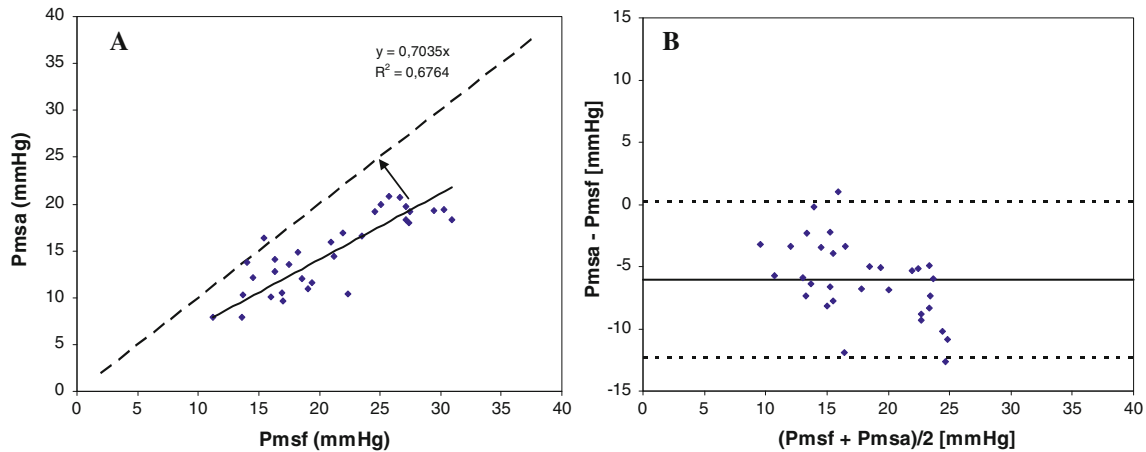 A
y = 0,7035x
R² = 0,6764
40
35
30
25
20
15
10
5
0
Pmsa (mmHg)
0 5 10 15 20 25 30 35 40
Pmsf (mmHg)
B
15
10
5
0
-5
-10
-15
Pmsa - Pmsf [mmHg]
0 5 10 15 20 25 30 35 40
(Pmsf + Pmsa)/2 [mmHg]